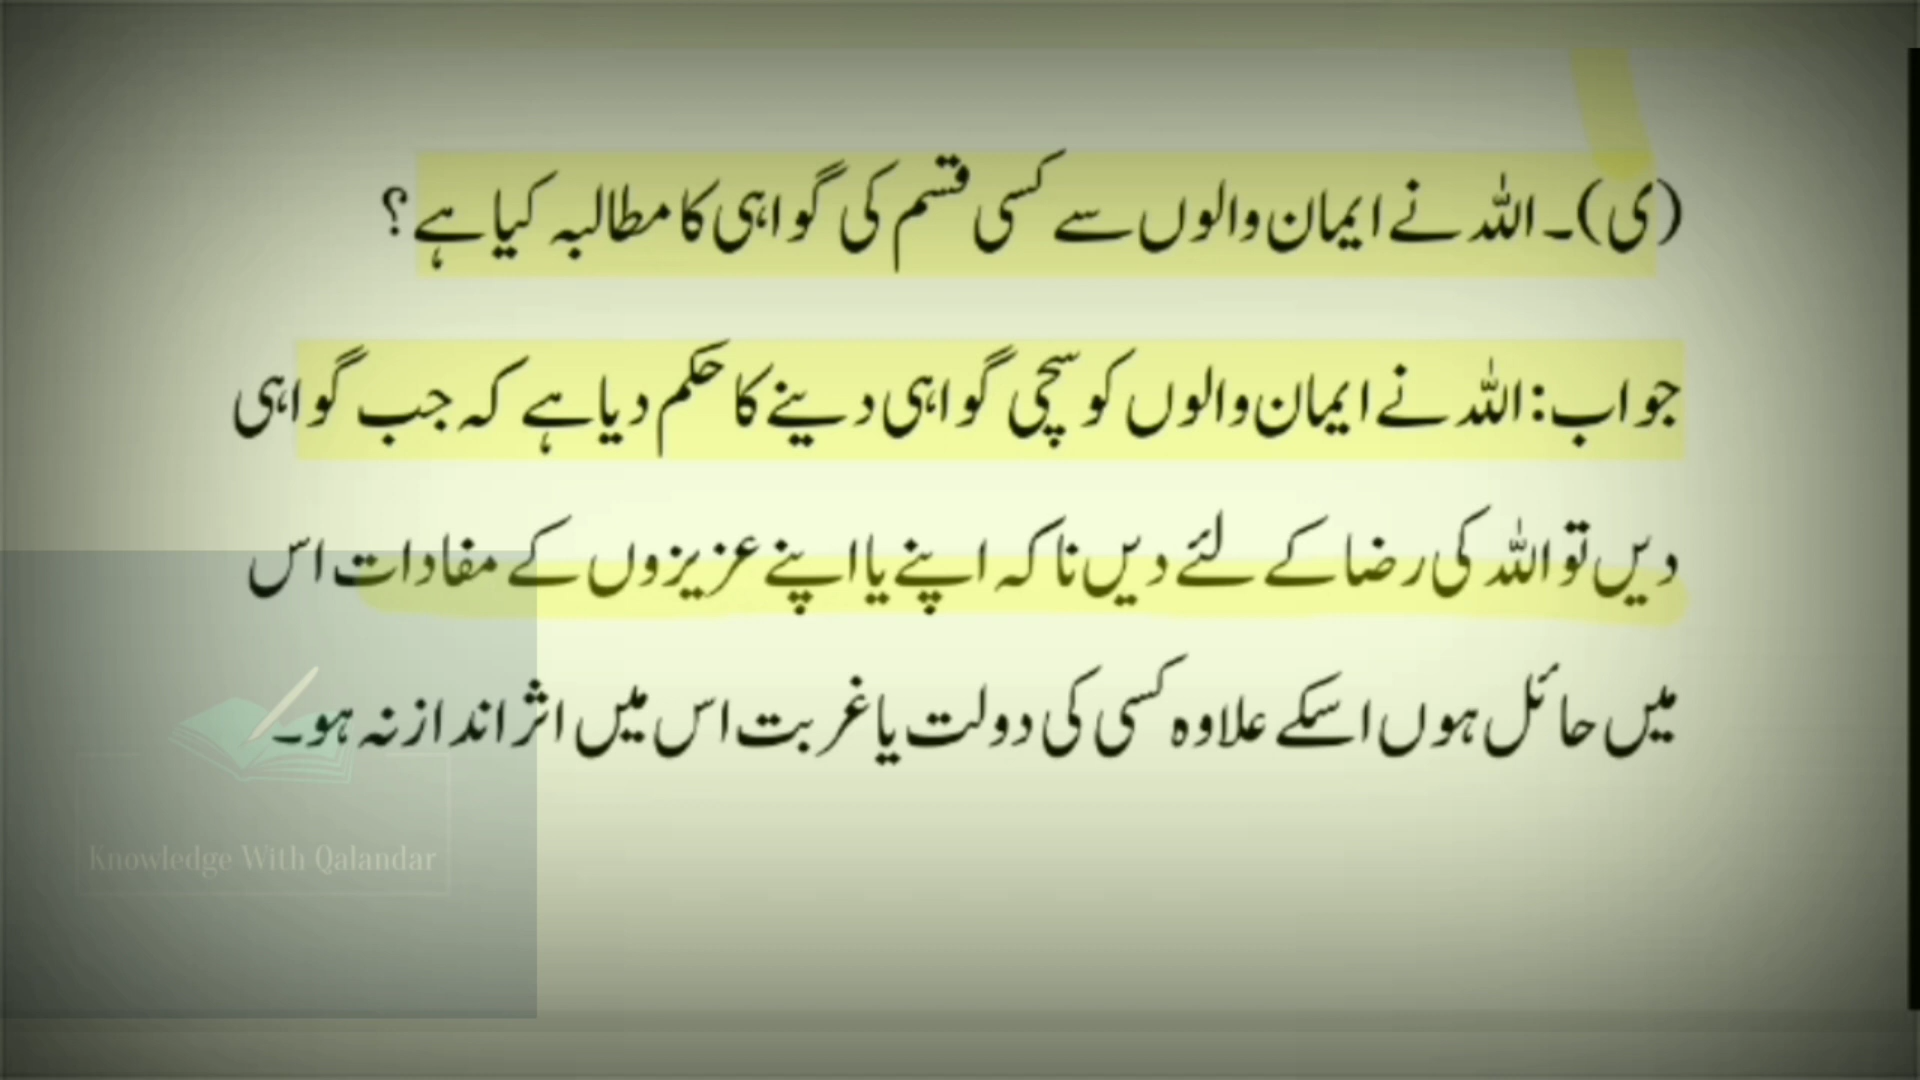 (ی)۔ اللہ نے ایمان والوں سے کسی قسم کی گواہی کا مطالبہ کیا ہے ؟
جواب: اللہ نے ایمان والوں کو سچی گواہی دینے کا حکم دیا ہے کہ جب گواہی
دیں تو اللہ کی رضا کے لئے دیں نا کہ اپنے یا اپنے عزیزوں کے مفادات اس
میں حائل ہوں اسکے علاوہ کسی کی دولت یا غربت اس میں اثر انداز نہ ہو۔
Knowledge With Qalandar